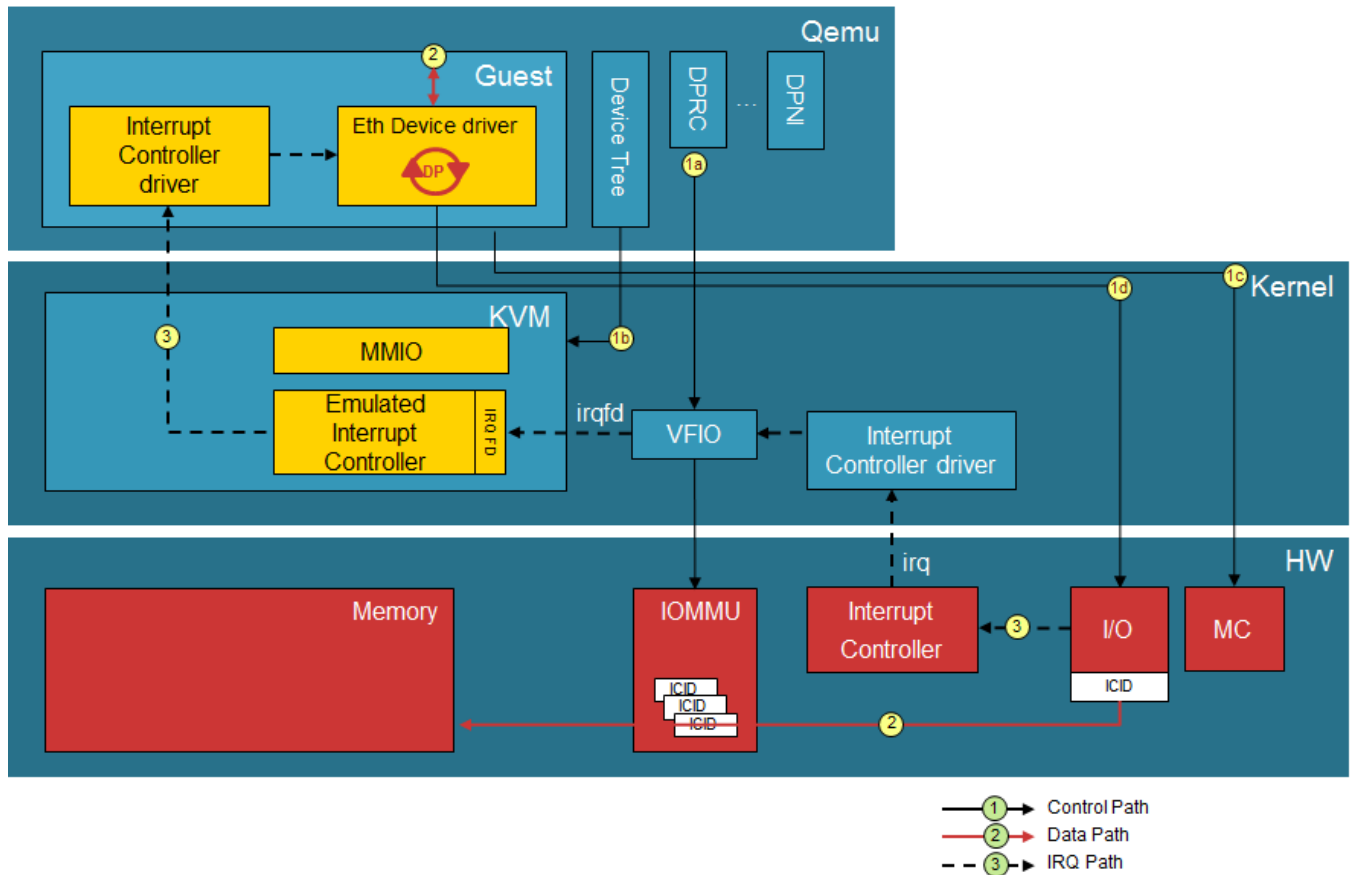 Qemu
2
Guest
Interrupt
Controller
driver
Eth Device driver
DP
Device Tree
DPRC
...
DPNI
1a
1c
Kernel
1d
KVM
1b
3
MMIO
Emulated
Interrupt
Controller
IRQ FD
irqfd
VFIO
Interrupt
Controller driver
HW
irq
Memory
IOMMU
Interrupt
Controller
3
I/O
MC
ICID
ICID
ICID
ICID
2
1 Control Path
2 Data Path
3 IRQ Path